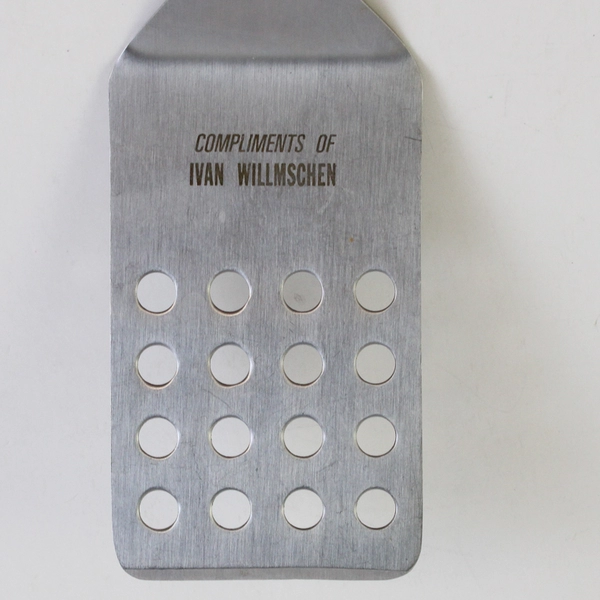 COMPLIMENTS OF
IVAN WILLMSCHEN